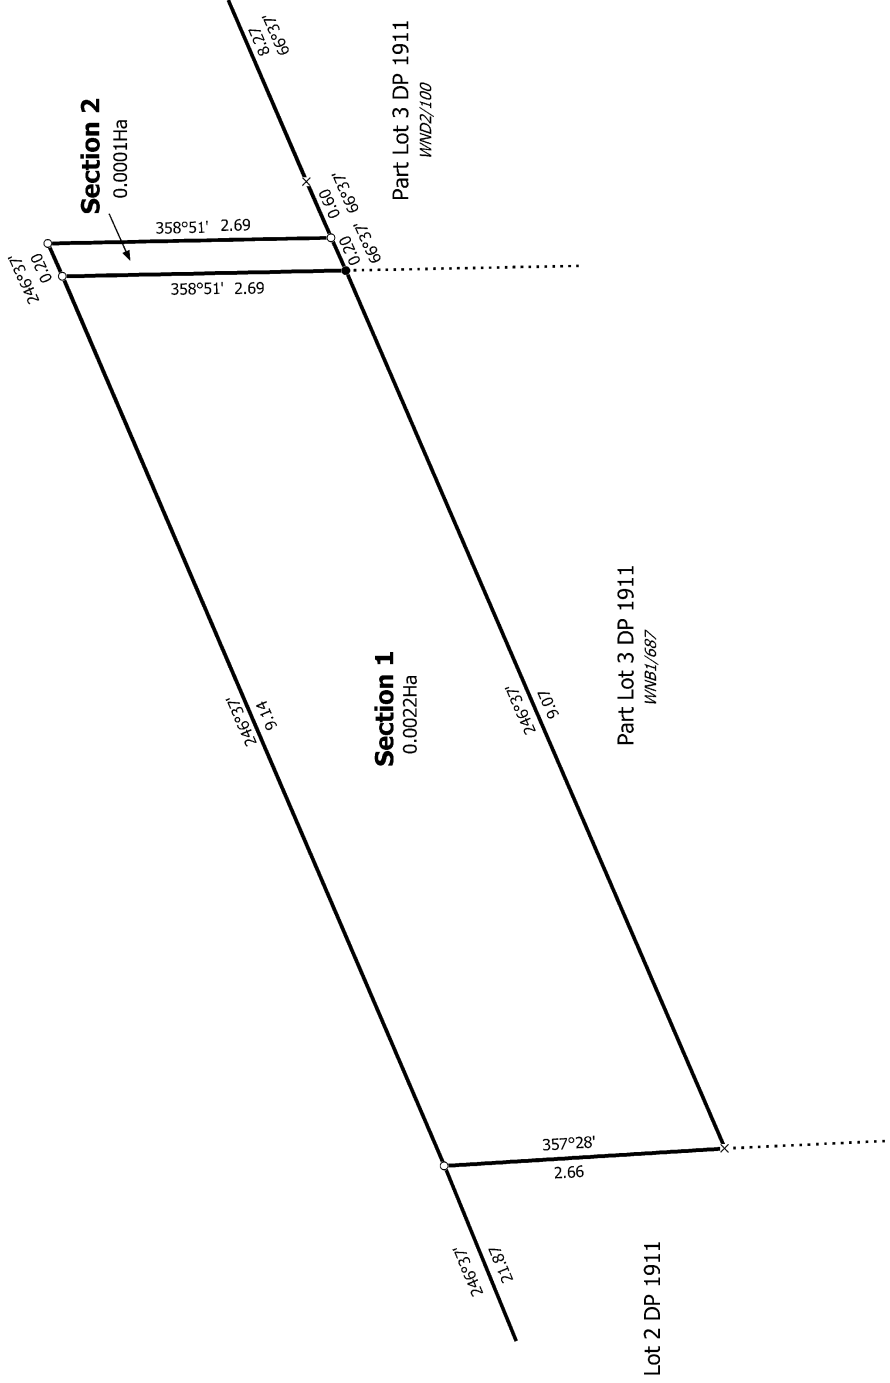 8.27
66°37'
Section 2
0.0001Ha
Part Lot 3 DP 1911
WND2/100
0.60
66°37'
358°51' 2.69
0.20
66°37'
246°37'
0.20
358°51' 2.69
246°37'
9.14
Section 1
0.0022Ha
246°37'
9.07
Part Lot 3 DP 1911
WNB1/687
357°28'
2.66
246°37'
21.87
Lot 2 DP 1911